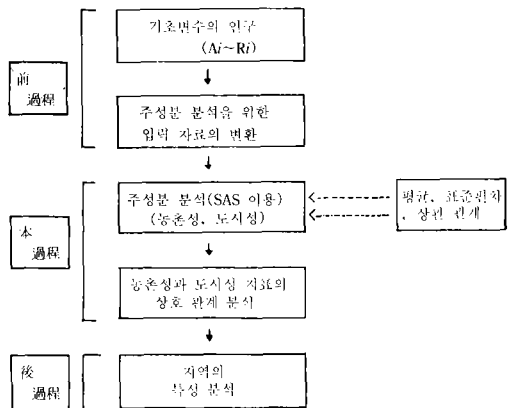 기초변수의 연구
(Ai~Ri)
前
過程
주성분 분석을 위한
입력 자료의 변환
주성분 분석(SAS 이용)
(농촌성, 도시성)
평균, 표준편차
, 상관 관계
本
過程
농촌성과 도시성 지표의
상호 관계 분석
後
過程
지역의
특성 분석